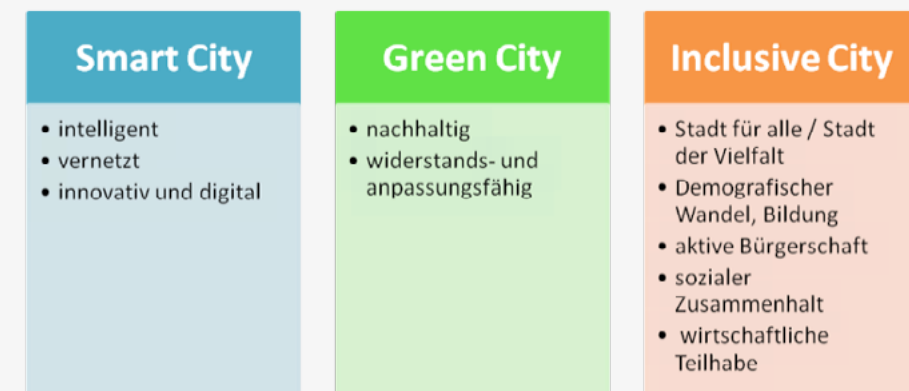 Smart City
• intelligent
• vernetzt
• innovativ und digital
Green City
• nachhaltig
• widerstands- und
anpassungsfähig
Inclusive City
• Stadt für alle / Stadt
der Vielfalt
• Demografischer
Wandel, Bildung
• aktive Bürgerschaft
• sozialer
Zusammenhalt
• wirtschaftliche
Teilhabe